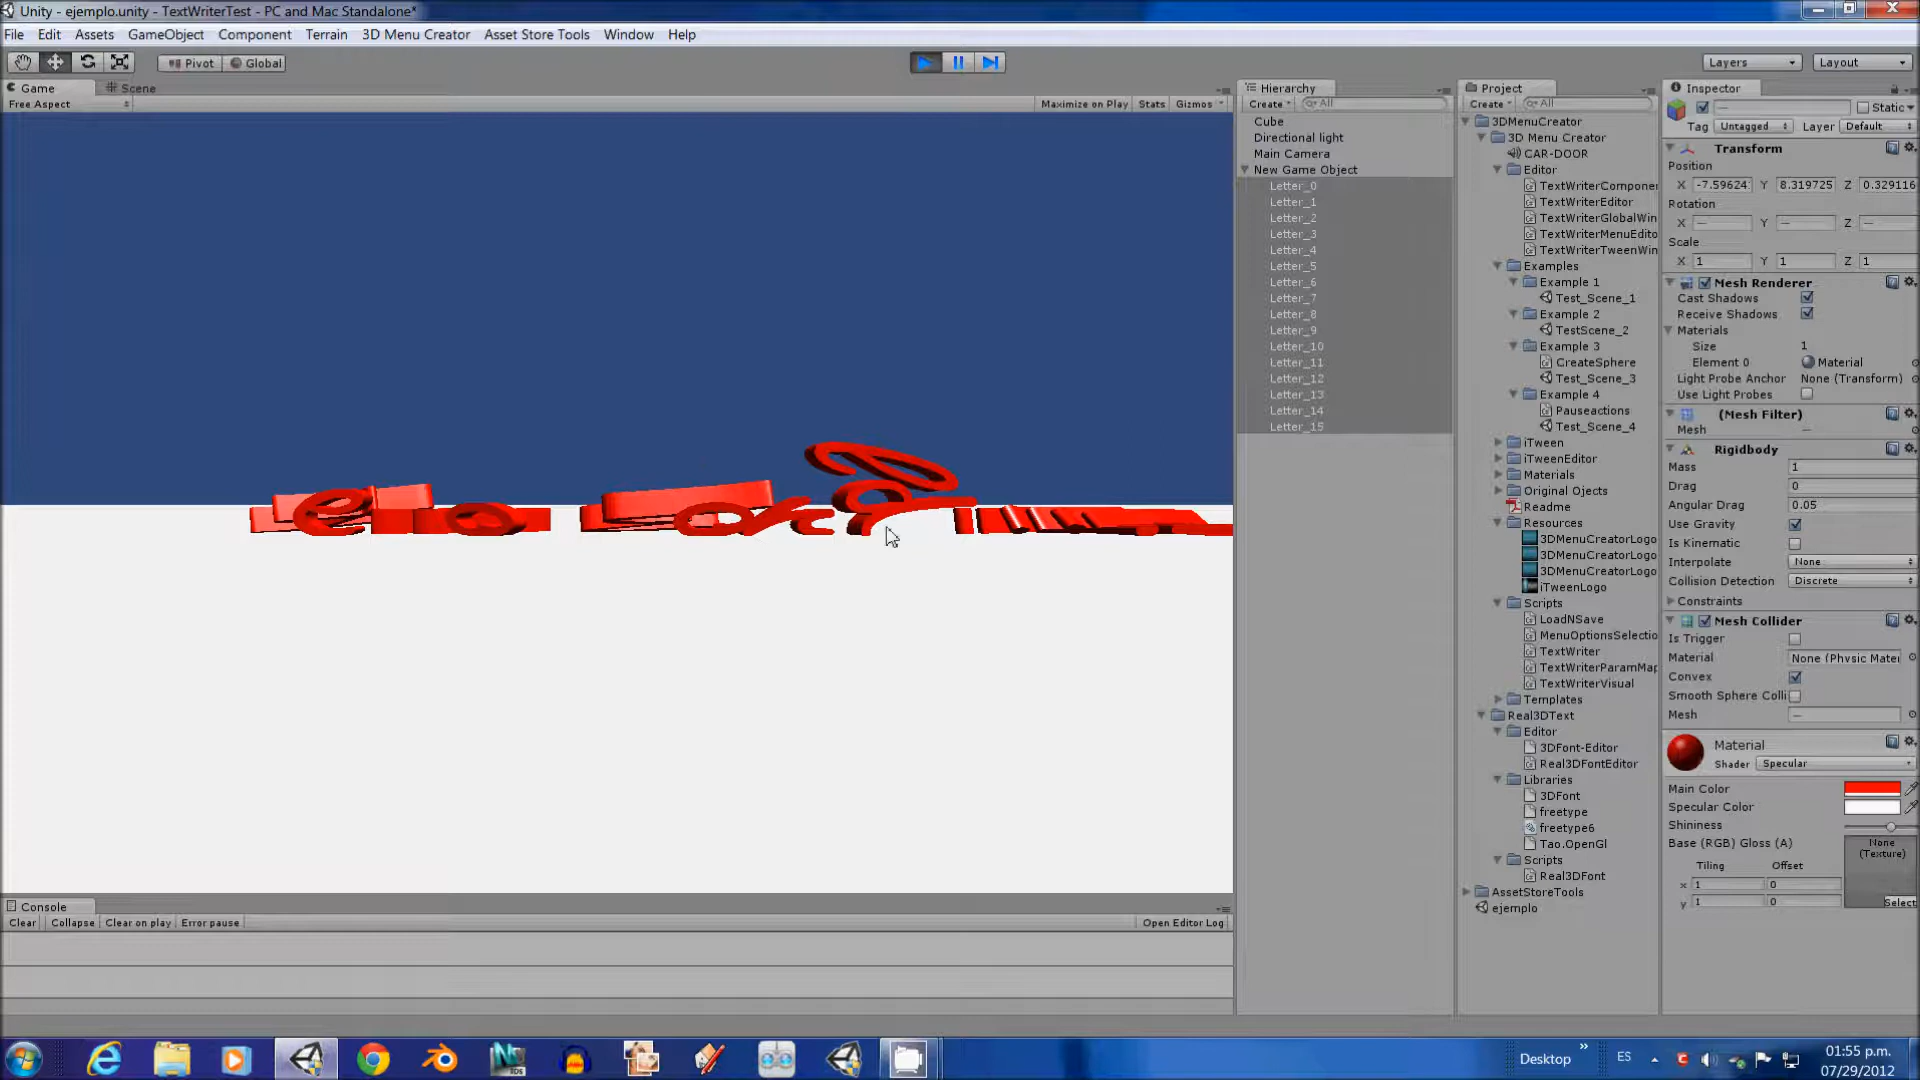 Unity - ejemplo.unity - TextWriterTest - PC and Mac Standalone*
File Edit Assets GameObject Component Terrain 3D Menu Creator Asset Store Tools Window Help
Pivot Global Layers Layout
Game Scene
Free Aspect Maximize on Play Stats Gizmos
Hierarchy
Create All
Cube
Directional light
Main Camera
New Game Object
Letter_0
Letter_1
Letter_2
Letter_3
Letter_4
Letter_5
Letter_6
Letter_7
Letter_8
Letter_9
Letter_10
Letter_11
Letter_12
Letter_13
Letter_14
Letter_15
Project
Create All
3DMenuCreator
3D Menu Creator
CAR-DOOR
Editor
TextWriterCompone
TextWriterEditor
TextWriterGlobalWin
TextWriterMenuEdito
TextWriterTweenWin
Examples
Example 1
Test_Scene_1
Example 2
TestScene_2
Example 3
CreateSphere
Test_Scene_3
Example 4
Pauseactions
Test_Scene_4
iTween
iTweenEditor
Materials
Original Ojects
Readme
Resources
3DMenuCreatorLogo
3DMenuCreatorLogo
3DMenuCreatorLogo
iTweenLogo
Scripts
LoadNSave
MenuOptionsSelectio
TextWriter
TextWriterParamMap
TextWriterVisual
Templates
Real3DText
Editor
3DFont-Editor
Real3DFontEditor
Libraries
3DFont
freetype
freetype6
Tao.OpenGl
Scripts
Real3DFont
AssetStoreTools
ejemplo
Inspector
— Static
Tag Untagged Layer Default
Transform
Position
X -7.59624 Y 8.319725 Z 0.329116
Rotation
X — Y — Z —
Scale
X 1 Y 1 Z 1
Mesh Renderer
Cast Shadows
Receive Shadows
Materials
Size 1
Element 0 Material
Light Probe Anchor None (Transform)
Use Light Probes
(Mesh Filter)
Mesh —
Rigidbody
Mass 1
Drag 0
Angular Drag 0.05
Use Gravity
Is Kinematic
Interpolate None
Collision Detection Discrete
Constraints
Mesh Collider
Is Trigger
Material None (Physic Mater
Convex
Smooth Sphere Colli
Mesh —
Material
Shader Specular
Main Color
Specular Color
Shininess
Base (RGB) Gloss (A)
None
(Texture)
Tiling Offset
x 1 0
y 1 0
Select
Console
Clear Collapse Clear on play Error pause Open Editor Log
Desktop » ES
01:55 p.m.
07/29/2012